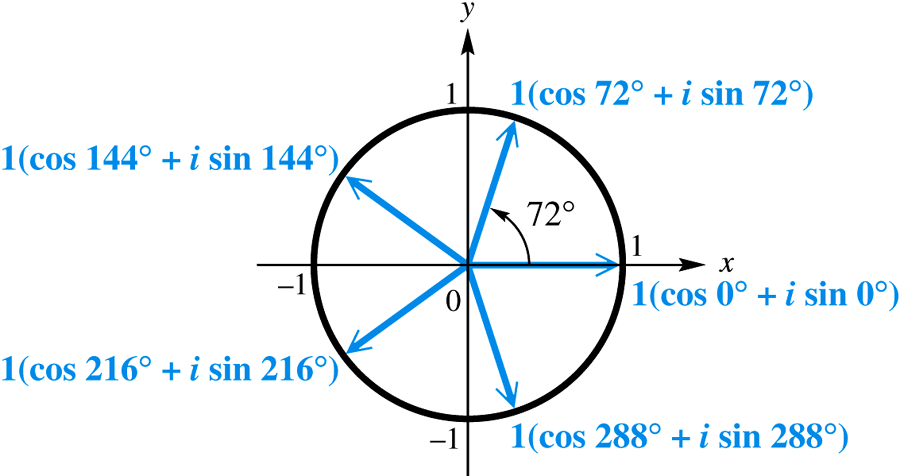 y
1
1(cos 72° + i sin 72°)
1(cos 144° + i sin 144°)
72°
1
x
–1
0
1(cos 0° + i sin 0°)
1(cos 216° + i sin 216°)
–1
1(cos 288° + i sin 288°)